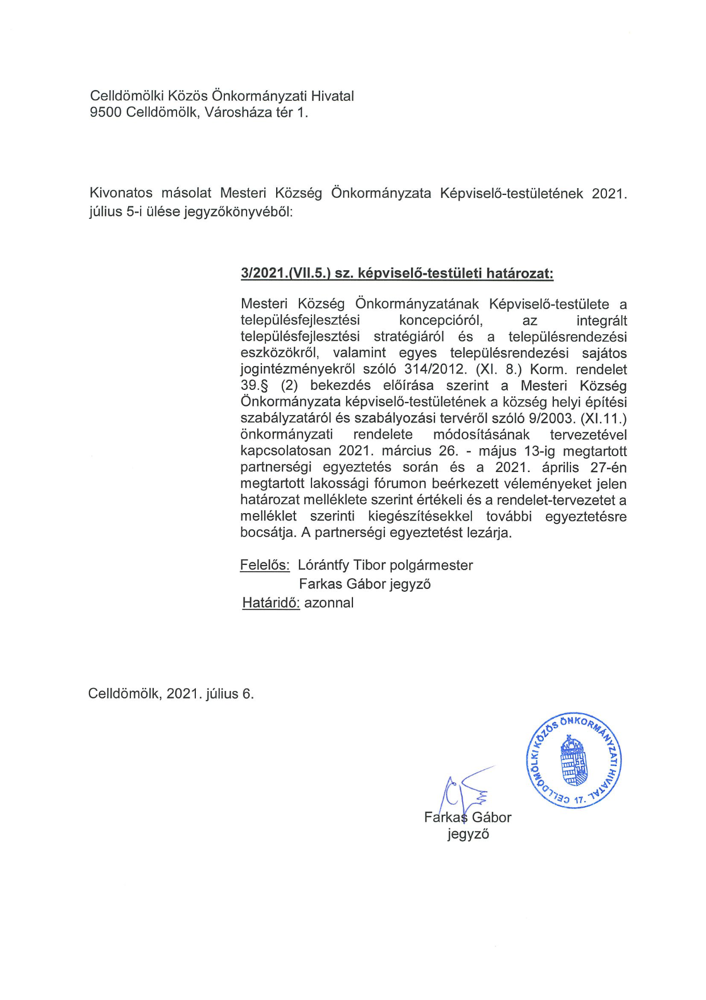 Celldömölki Közös Önkormányzati Hivatal
9500 Celldömölk, Városháza tér 1.
Kivonatos másolat Mesteri Község Önkormányzata Képviselő-testületének 2021.
július 5-i ülése jegyzőkönyvéből:
3/2021.(VII.5.) sz. képviselő-testületi határozat:
Mesteri Község Önkormányzatának Képviselő-testülete a
településfejlesztési koncepcióról, az integrált
településfejlesztési stratégiáról és a településrendezési
eszközökről, valamint egyes településrendezési sajátos
jogintézményekről szóló 314/2012. (XI. 8.) Korm. rendelet
39.§ (2) bekezdés előírása szerint a Mesteri Község
Önkormányzata képviselő-testületének a község helyi építési
szabályzatáról és szabályozási tervéről szóló 9/2003. (XI.11.)
önkormányzati rendelete módosításának tervezetével
kapcsolatosan 2021. március 26. - május 13-ig megtartott
partnerségi egyeztetés során és a 2021. április 27-én
megtartott lakossági fórumon beérkezett véleményeket jelen
határozat melléklete szerint értékeli és a rendelet-tervezetet a
melléklet szerinti kiegészítésekkel további egyeztetésre
bocsátja. A partnerségi egyeztetést lezárja.
Felelős: Lórántfy Tibor polgármester
Farkas Gábor jegyző
Határidő: azonnal
Celldömölk, 2021. július 6.
CELLDÖMÖLKI KÖZÖS ÖNKORMÁNYZATI HIVATAL 17.
Farkas Gábor
jegyző